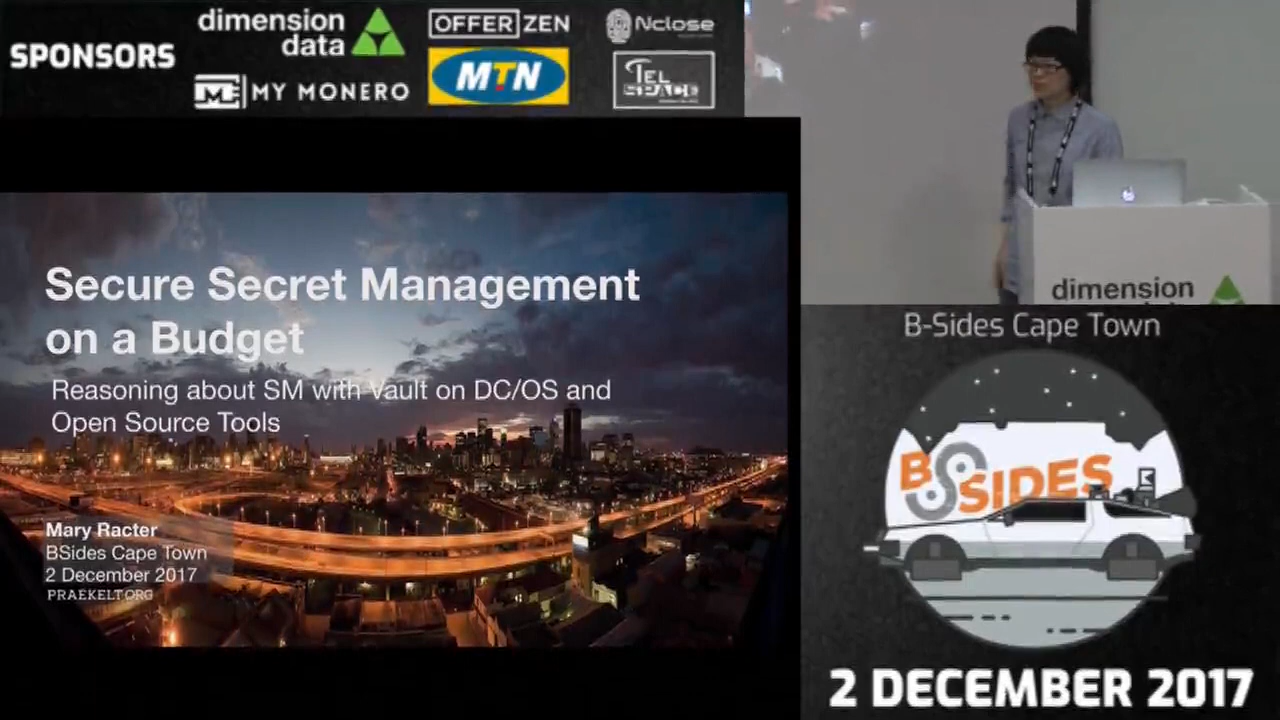 SPONSORS
dimension
data
OFFERZEN
Nclose
MY MONERO
MTN
TEL
SPACE
Secure Secret Management
on a Budget
Reasoning about SM with Vault on DC/OS and
Open Source Tools
Mary Racter
BSides Cape Town
2 December 2017
PRAEKELT.ORG
dimension
B-Sides Cape Town
BSIDES
2 DECEMBER 2017